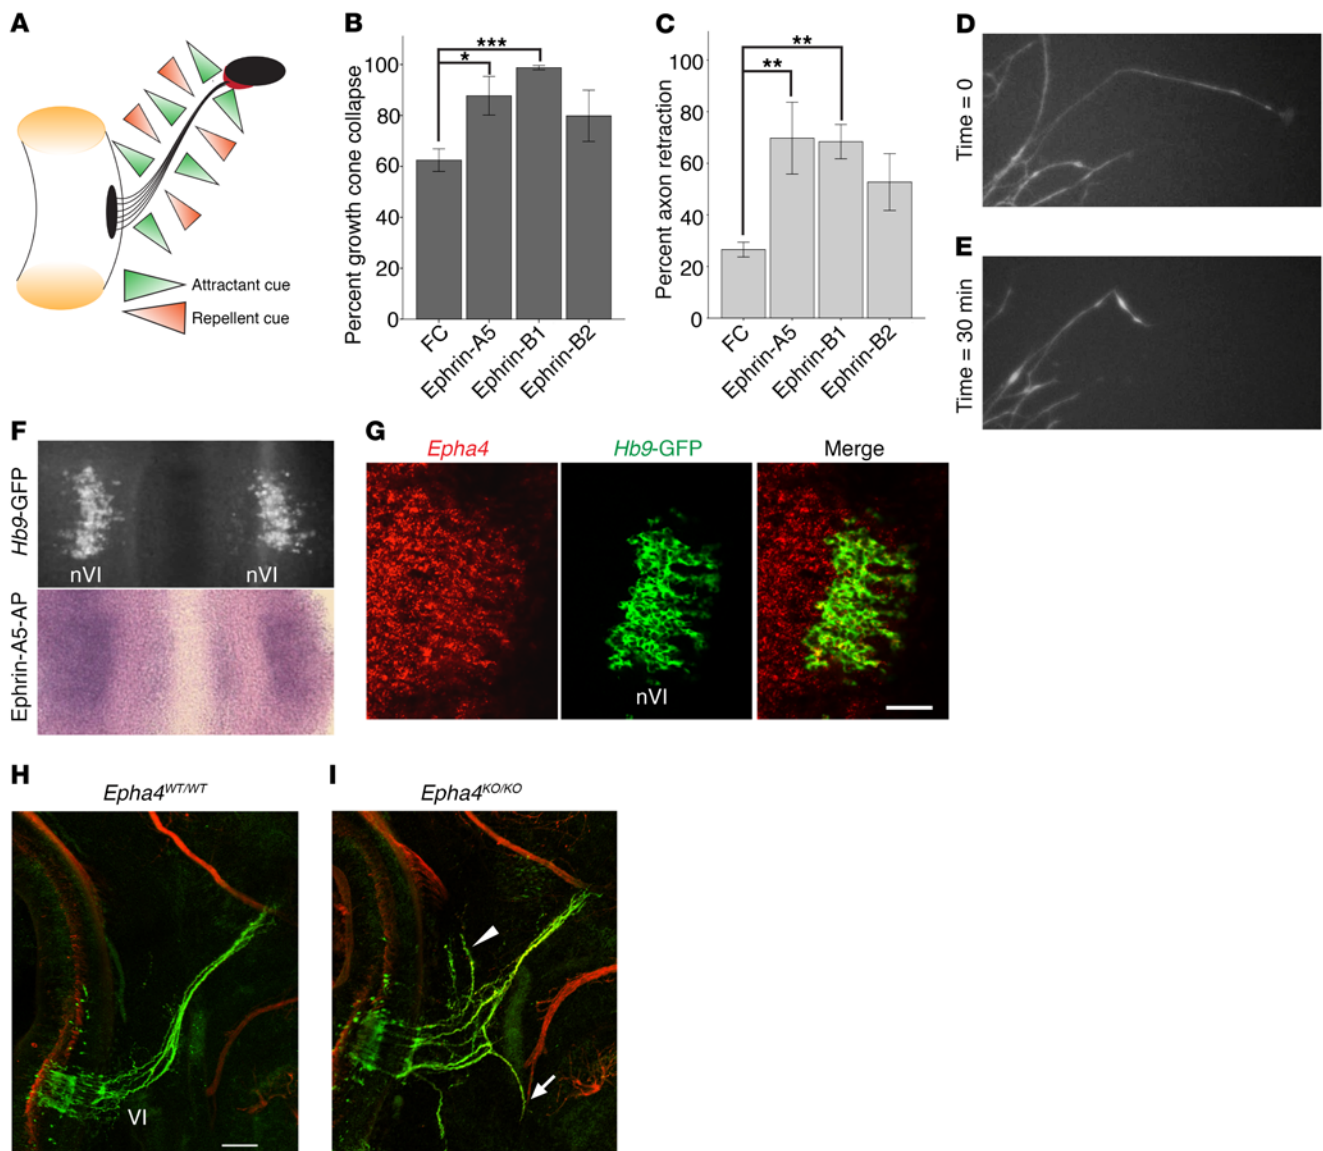 A
Attractant cue
Repellent cue
B
Percent growth cone collapse
100
80
60
40
20
0
***
*
FC
Ephrin-A5
Ephrin-B1
Ephrin-B2
C
Percent axon retraction
100
80
60
40
20
0
**
**
FC
Ephrin-A5
Ephrin-B1
Ephrin-B2
D
Time = 0
E
Time = 30 min
F
Hb9-GFP
nVI
nVI
Ephrin-A5-AP
G
Epha4
Hb9-GFP
Merge
nVI
H
Epha4WT/WT
VI
I
Epha4KO/KO